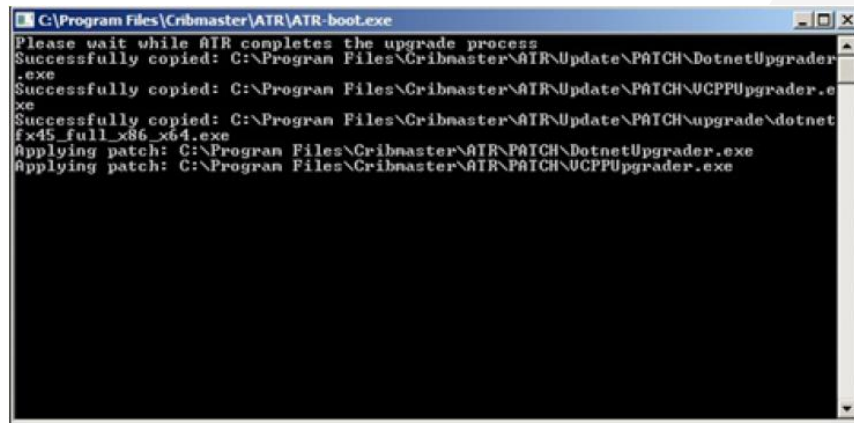 C:\Program Files\Cribmaster\ATR\ATR-boot.exe
Please wait while ATR completes the upgrade process
Successfully copied: C:\Program Files\Cribmaster\ATR\Update\PATCH\DotnetUpgrader
.exe
Successfully copied: C:\Program Files\Cribmaster\ATR\Update\PATCH\VCPPUpgrader.e
xe
Successfully copied: C:\Program Files\Cribmaster\ATR\Update\PATCH\upgrade\dotnet
fx45_full_x86_x64.exe
Applying patch: C:\Program Files\Cribmaster\ATR\PATCH\DotnetUpgrader.exe
Applying patch: C:\Program Files\Cribmaster\ATR\PATCH\VCPPUpgrader.exe